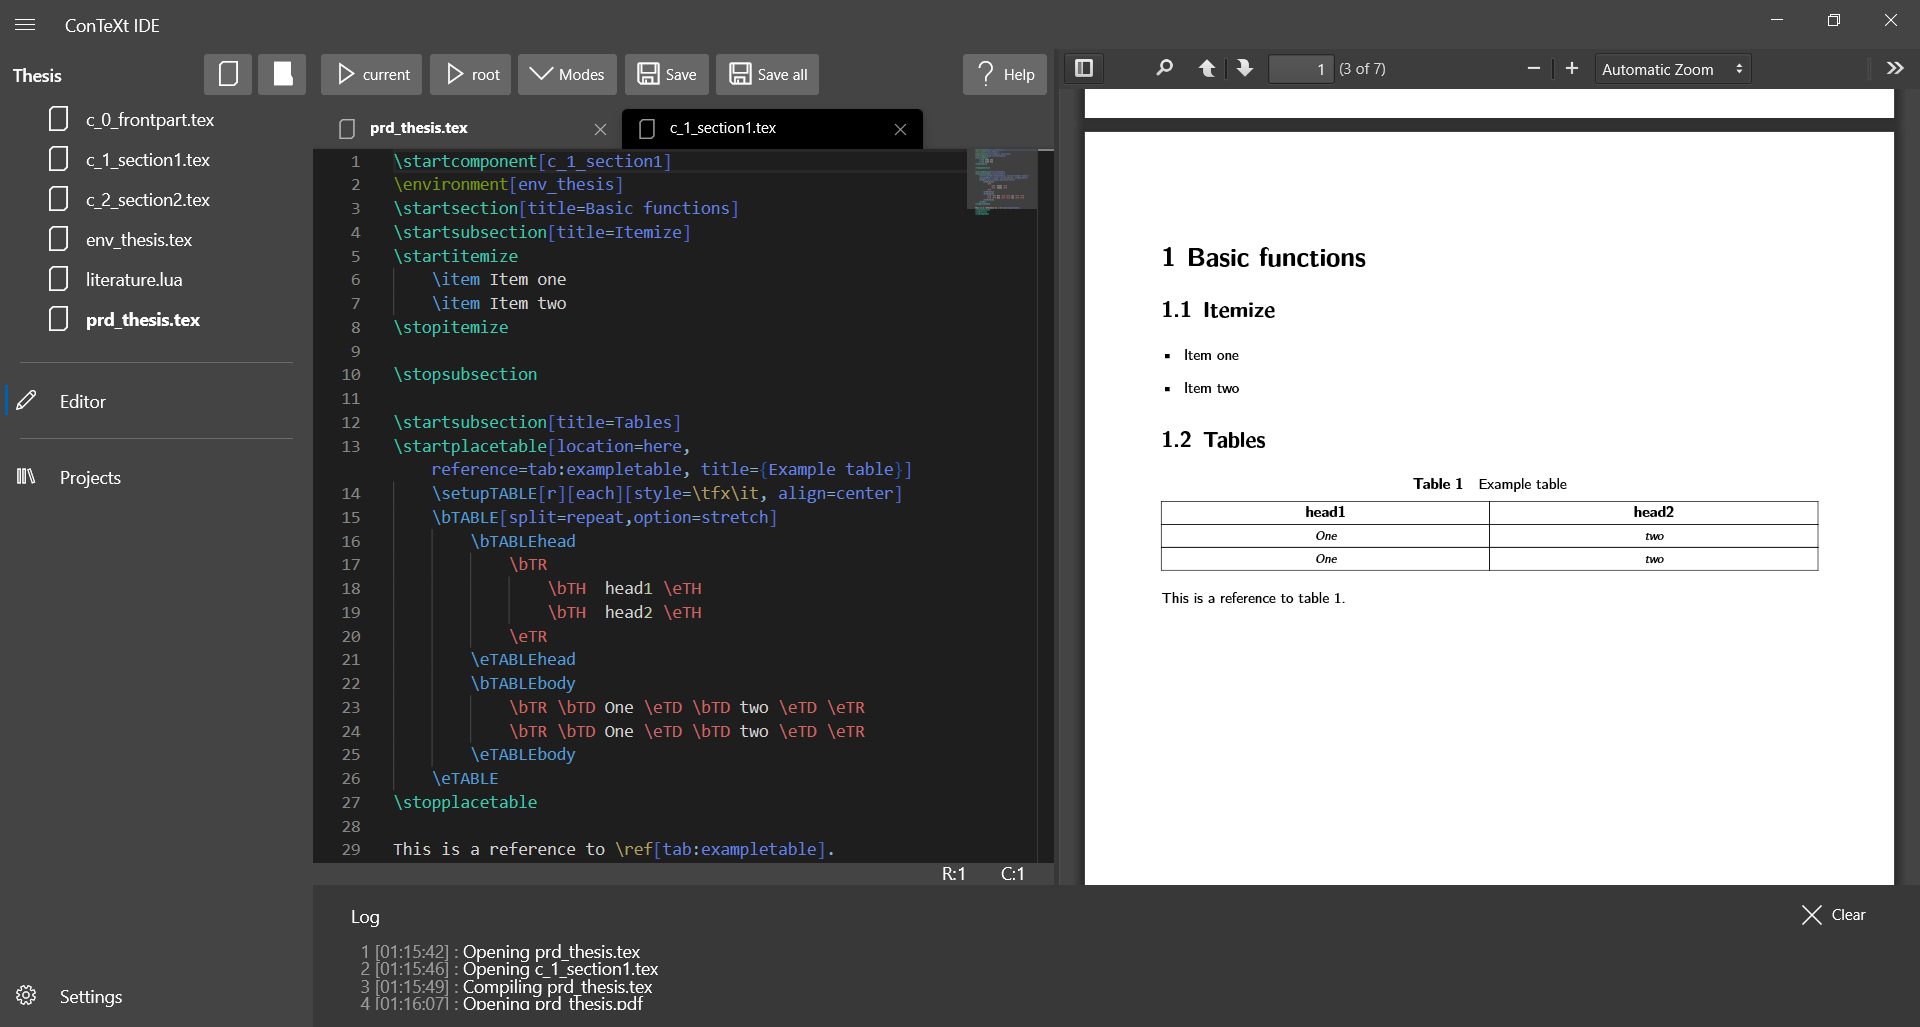 ConTeXt IDE
Thesis
c_0_frontpart.tex
c_1_section1.tex
c_2_section2.tex
env_thesis.tex
literature.lua
prd_thesis.tex
Editor
Projects
Settings
current root Modes Save Save all Help
prd_thesis.tex c_1_section1.tex
1 \startcomponent[c_1_section1]
2 \environment[env_thesis]
3 \startsection[title=Basic functions]
4 \startsubsection[title=Itemize]
5 \startitemize
6 \item Item one
7 \item Item two
8 \stopitemize
9
10 \stopsubsection
11
12 \startsubsection[title=Tables]
13 \startplacetable[location=here,
reference=tab:exampletable, title={Example table}]
14 \setupTABLE[r][each][style=\tfx\it, align=center]
15 \bTABLE[split=repeat,option=stretch]
16 \bTABLEhead
17 \bTR
18 \bTH head1 \eTH
19 \bTH head2 \eTH
20 \eTR
21 \eTABLEhead
22 \bTABLEbody
23 \bTR \bTD One \eTD \bTD two \eTD \eTR
24 \bTR \bTD One \eTD \bTD two \eTD \eTR
25 \eTABLEbody
26 \eTABLE
27 \stopplacetable
28
29 This is a reference to \ref[tab:exampletable].
R:1 C:1
1 (3 of 7) Automatic Zoom
1 Basic functions
1.1 Itemize
▪ Item one
▪ Item two
1.2 Tables
Table 1 Example table
head1 head2
One two
One two
This is a reference to table 1.
Log
Clear
1 [01:15:42] : Opening prd_thesis.tex
2 [01:15:46] : Opening c_1_section1.tex
3 [01:15:49] : Compiling prd_thesis.tex
4 [01:16:07] : Opening prd_thesis.pdf